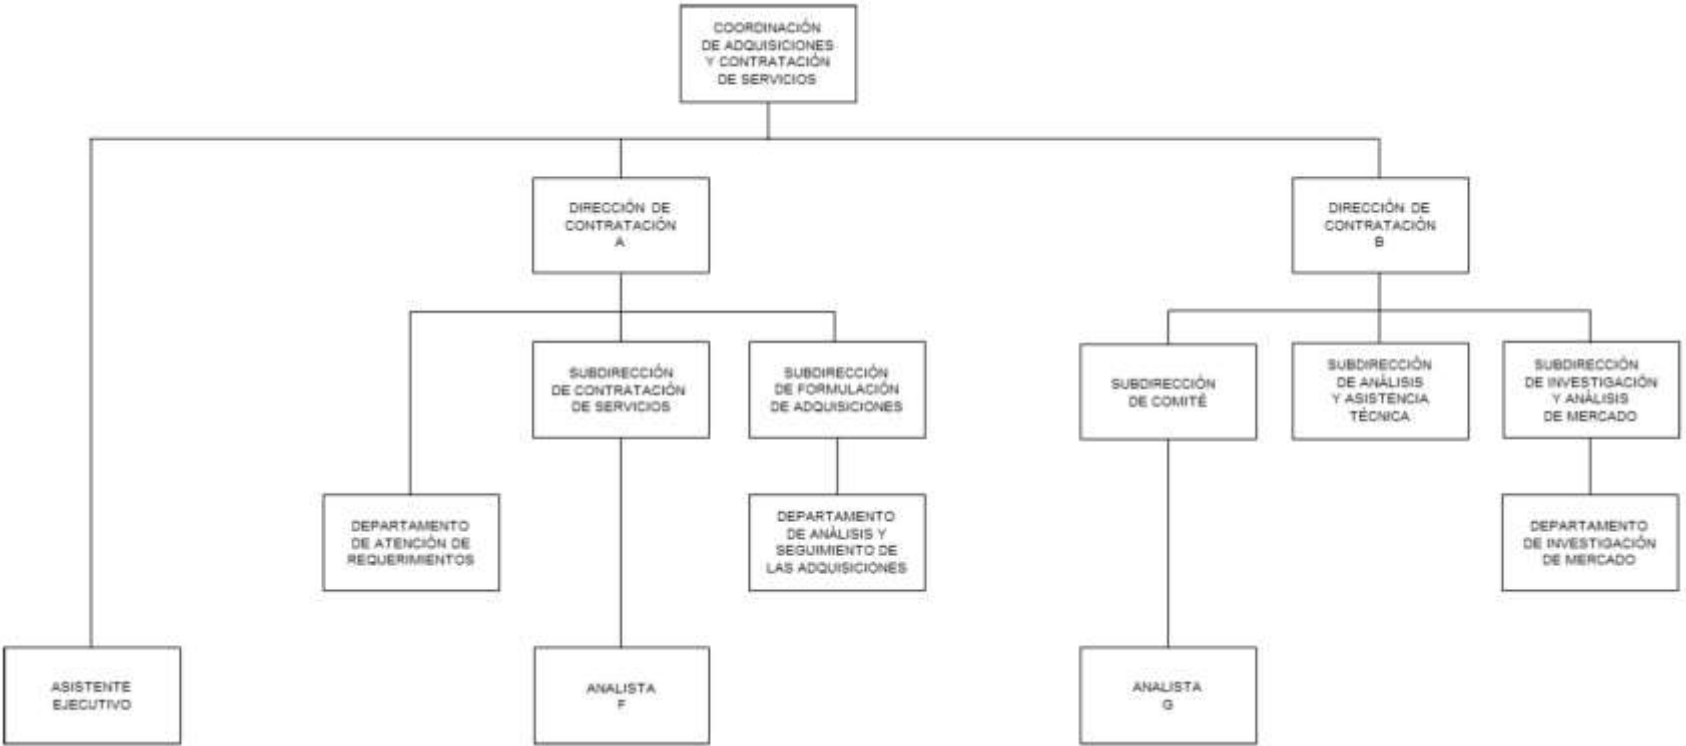 COORDINACIÓN
DE ADQUISICIONES
Y CONTRATACIÓN
DE SERVICIOS
DIRECCIÓN DE
CONTRATACIÓN
A
DIRECCIÓN DE
CONTRATACIÓN
B
SUBDIRECCIÓN
DE CONTRATACIÓN
DE SERVICIOS
SUBDIRECCIÓN
DE FORMULACIÓN
DE ADQUISICIONES
SUBDIRECCIÓN
DE COMITÉ
SUBDIRECCIÓN
DE ANÁLISIS
Y ASISTENCIA
TÉCNICA
SUBDIRECCIÓN
DE INVESTIGACIÓN
Y ANÁLISIS
DE MERCADO
DEPARTAMENTO
DE ATENCIÓN DE
REQUERIMIENTOS
DEPARTAMENTO
DE ANÁLISIS Y
SEGUIMIENTO DE
LAS ADQUISICIONES
DEPARTAMENTO
DE INVESTIGACIÓN
DE MERCADO
ASISTENTE
EJECUTIVO
ANALISTA
F
ANALISTA
G